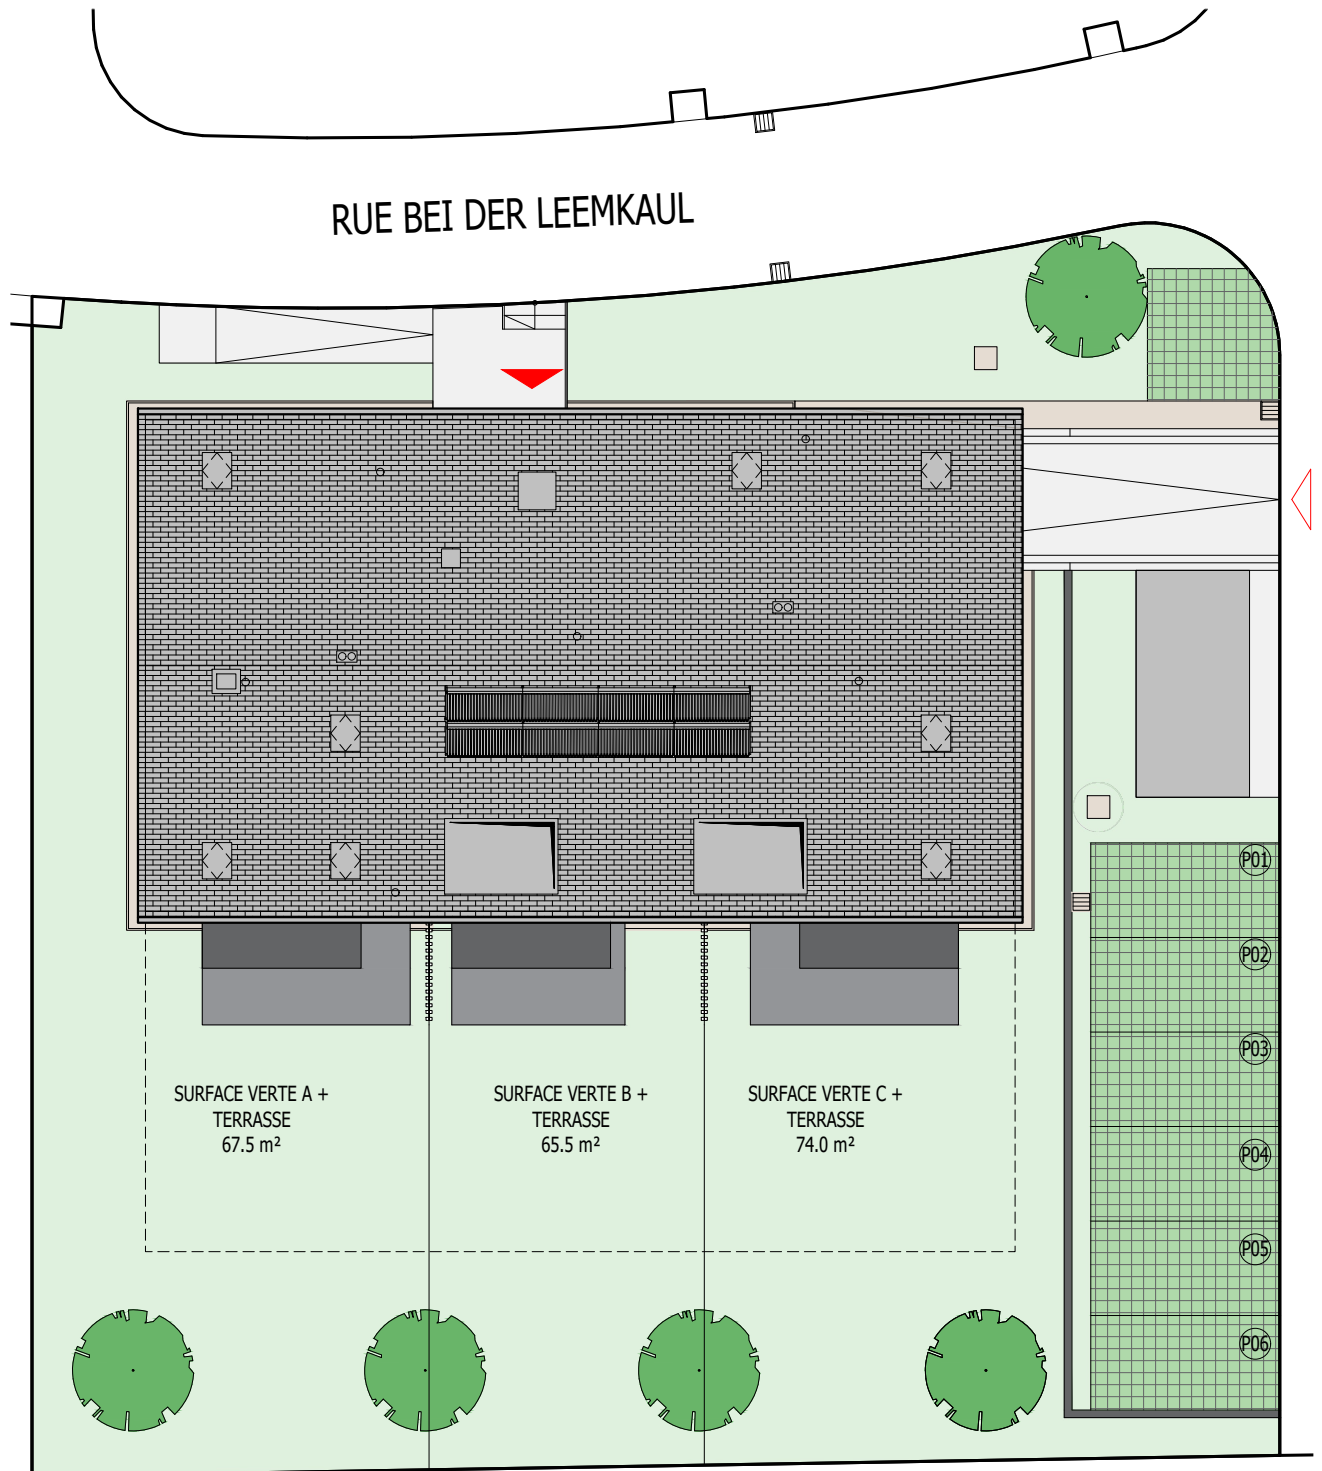 RUE BEI DER LEEMKAUL
P01
P02
P03
P04
P05
P06
SURFACE VERTE A +
TERRASSE
67.5 m²
SURFACE VERTE B +
TERRASSE
65.5 m²
SURFACE VERTE C +
TERRASSE
74.0 m²